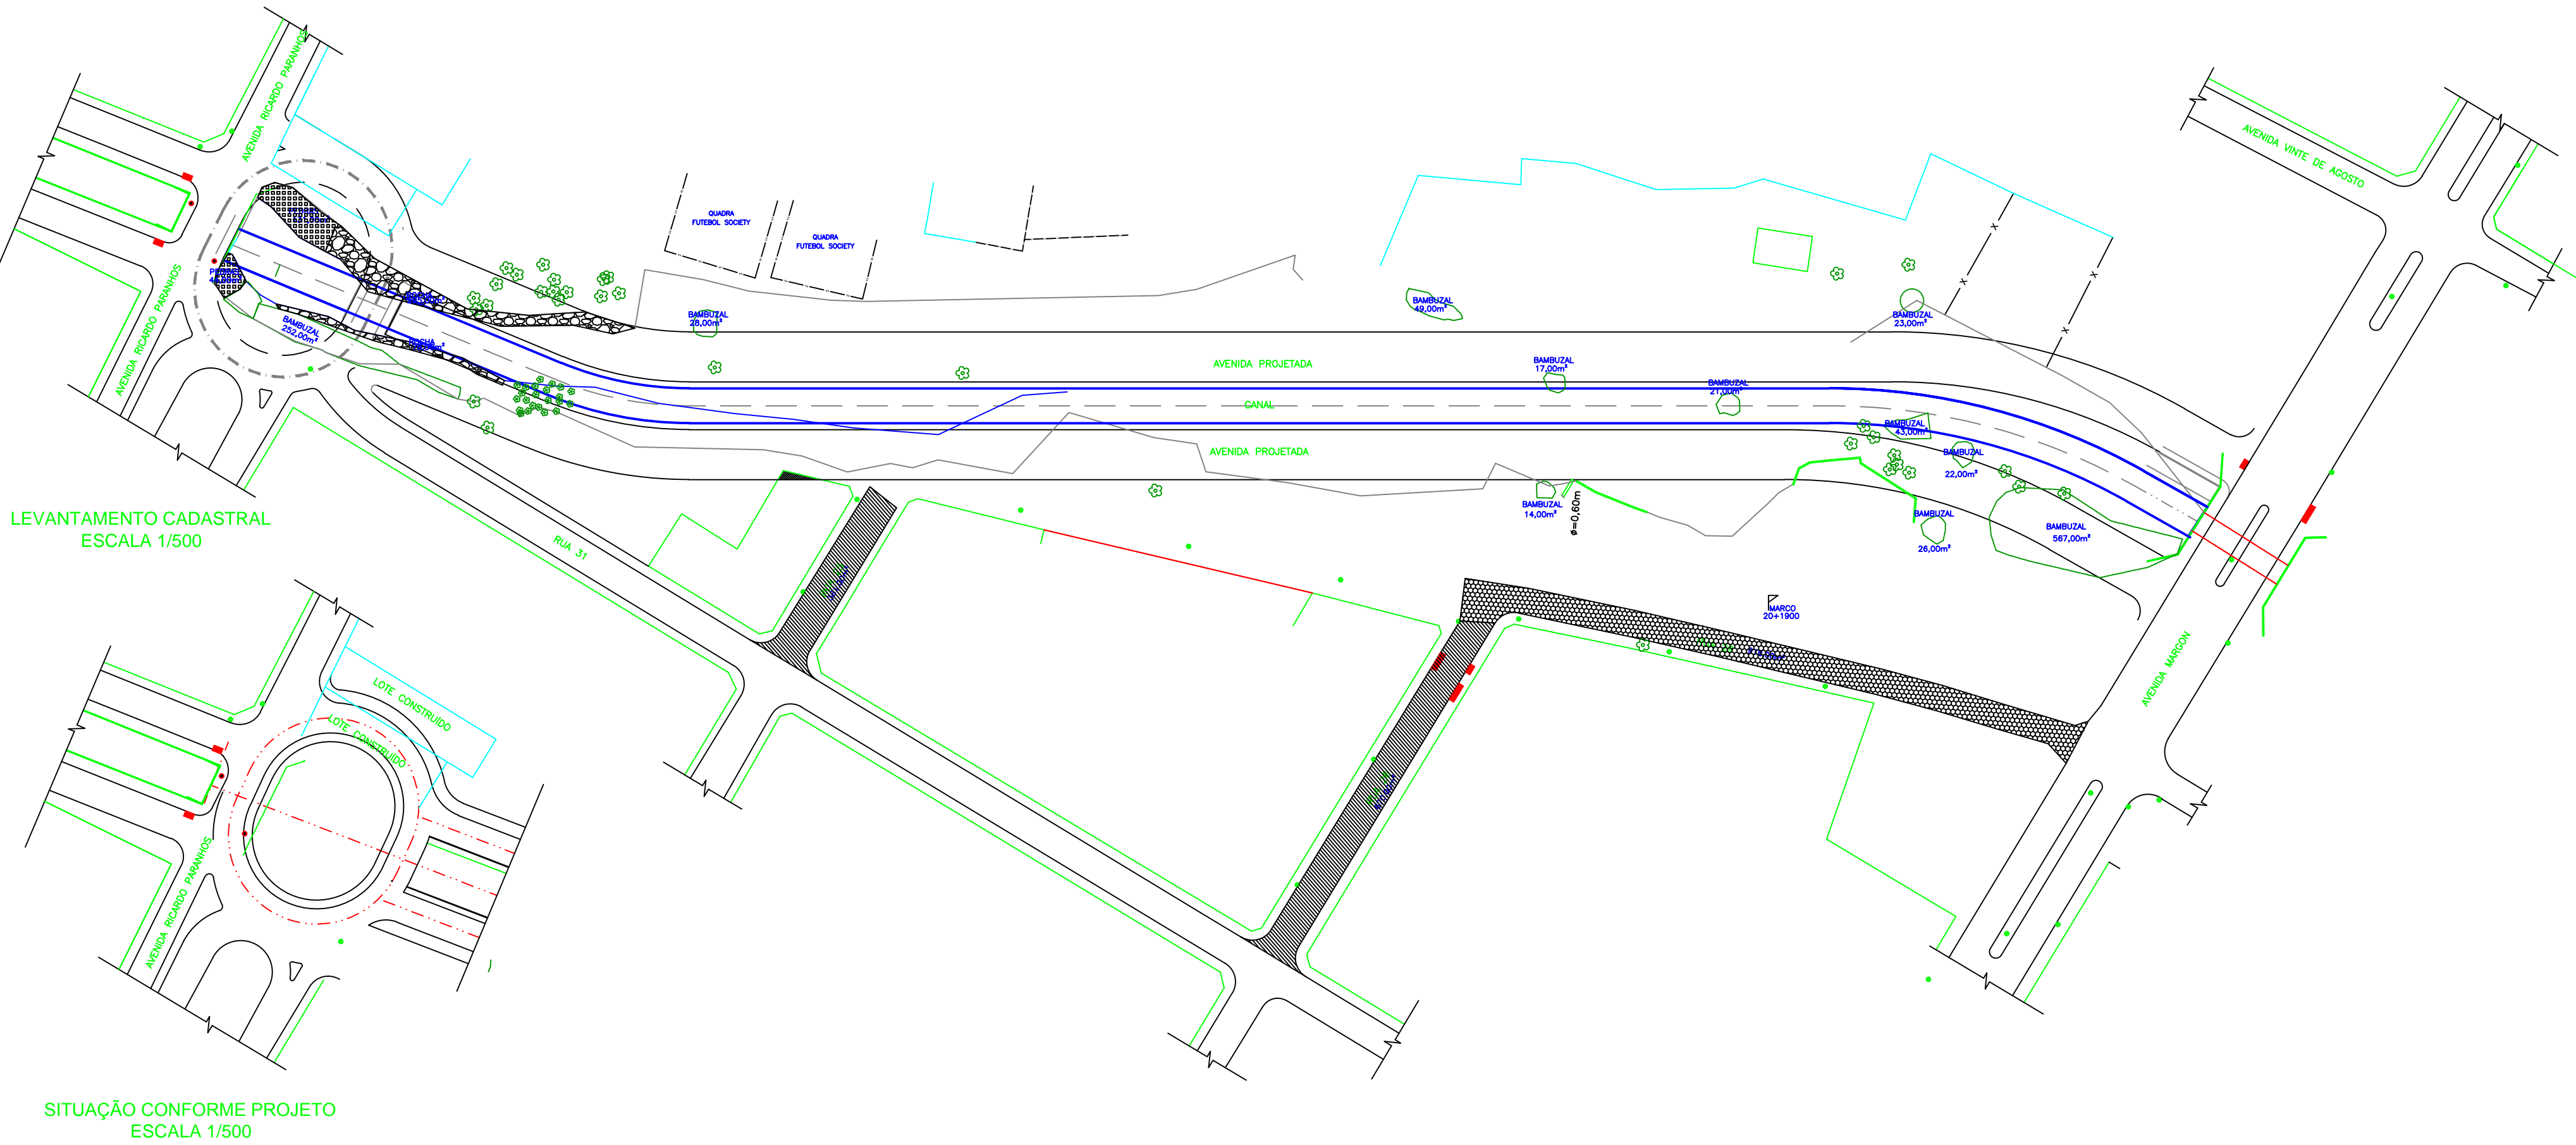 AVENIDA RICARDO PARANHOS
AVENIDA VINTE DE AGOSTO
QUADRA
FUTEBOL SOCIETY
QUADRA
FUTEBOL SOCIETY
AVENIDA RICARDO PARANHOS
BAMBUZAL
252,00m²
ROCHA
ROCHA
BAMBUZAL
28,00m²
BAMBUZAL
49,00m²
BAMBUZAL
23,00m²
X
X
X
X
AVENIDA PROJETADA
BAMBUZAL
17,00m²
BAMBUZAL
21,00m²
CANAL
BAMBUZAL
43,00m²
AVENIDA PROJETADA
BAMBUZAL
22,00m²
BAMBUZAL
14,00m²
ø=0,60m
BAMBUZAL
26,00m²
BAMBUZAL
567,00m²
LEVANTAMENTO CADASTRAL
ESCALA 1/500
RUA 31
MARCO
20+1900
AVENIDA MARGON
LOTE CONSTRUÍDO
LOTE CONSTRUÍDO
AVENIDA RICARDO PARANHOS
SITUAÇÃO CONFORME PROJETO
ESCALA 1/500